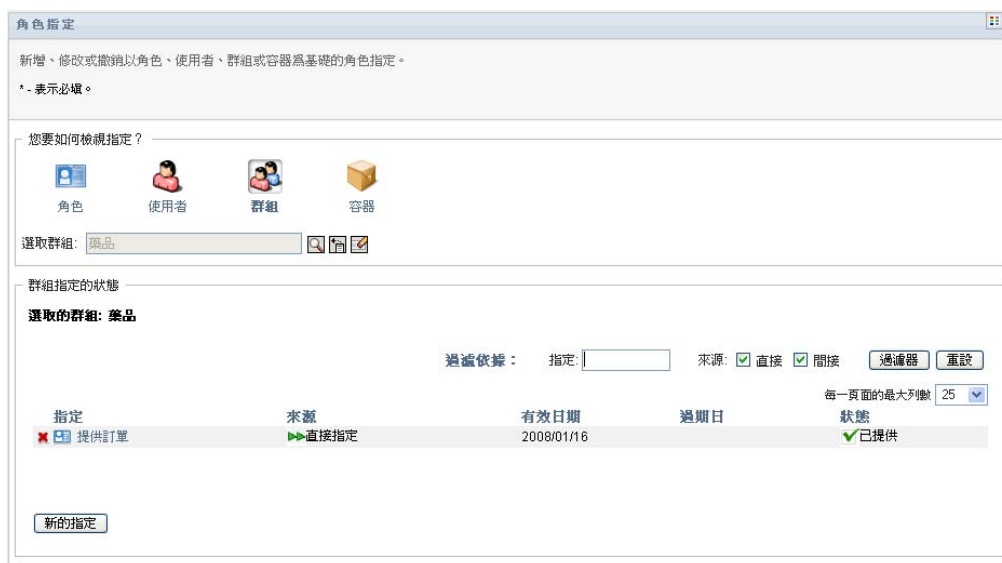 角色指定
新增、修改或撤銷以角色、使用者、群組或容器爲基礎的角色指定。
* - 表示必填。
您要如何檢視指定？
角色 使用者 群組 容器
選取群組: 藥品
群組指定的狀態
選取的群組: 藥品
過濾依據： 指定: 來源: 直接 間接 過濾器 重設
每一頁面的最大列數 25
指定 來源 有效日期 過期日 狀態
提供訂單 直接指定 2008/01/16 已提供
新的指定